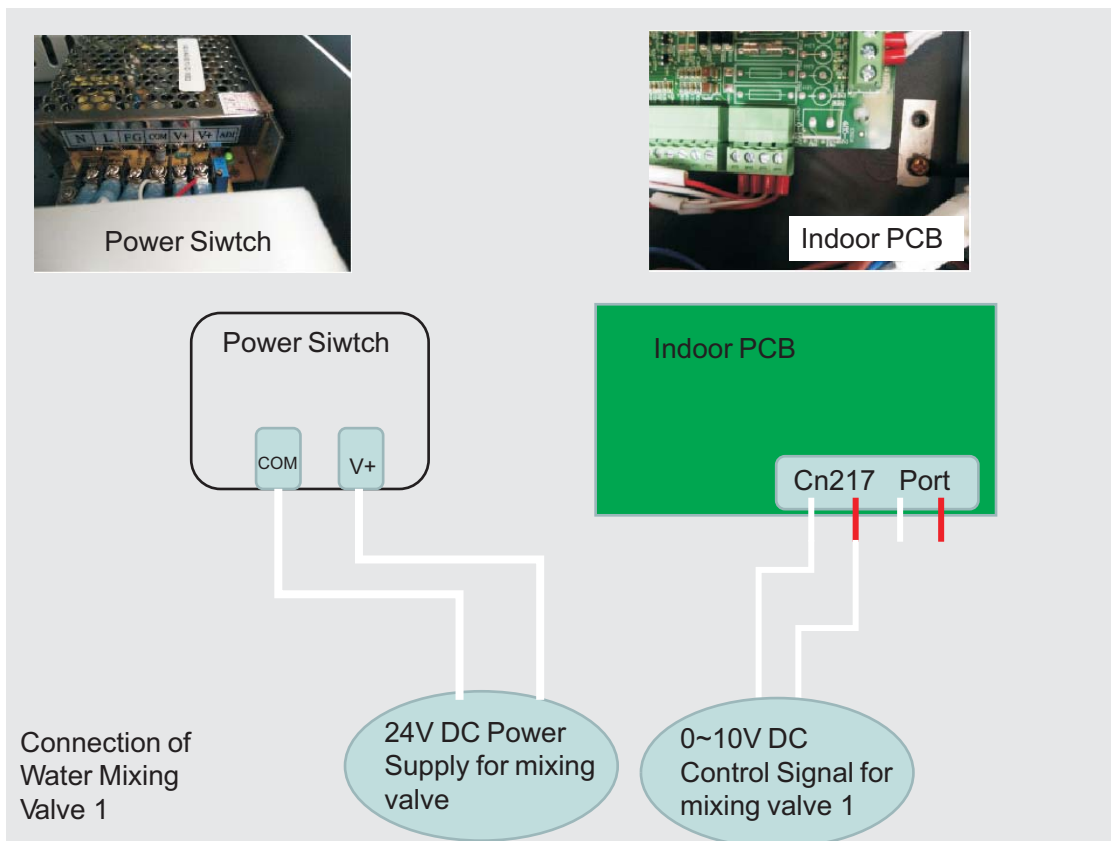 N L FG COM V+ V+ ADJ
Power Siwtch
Indoor PCB
Power Siwtch
COM
V+
Indoor PCB
Cn217 Port
Connection of
Water Mixing
Valve 1
24V DC Power
Supply for mixing
valve
0~10V DC
Control Signal for
mixing valve 1